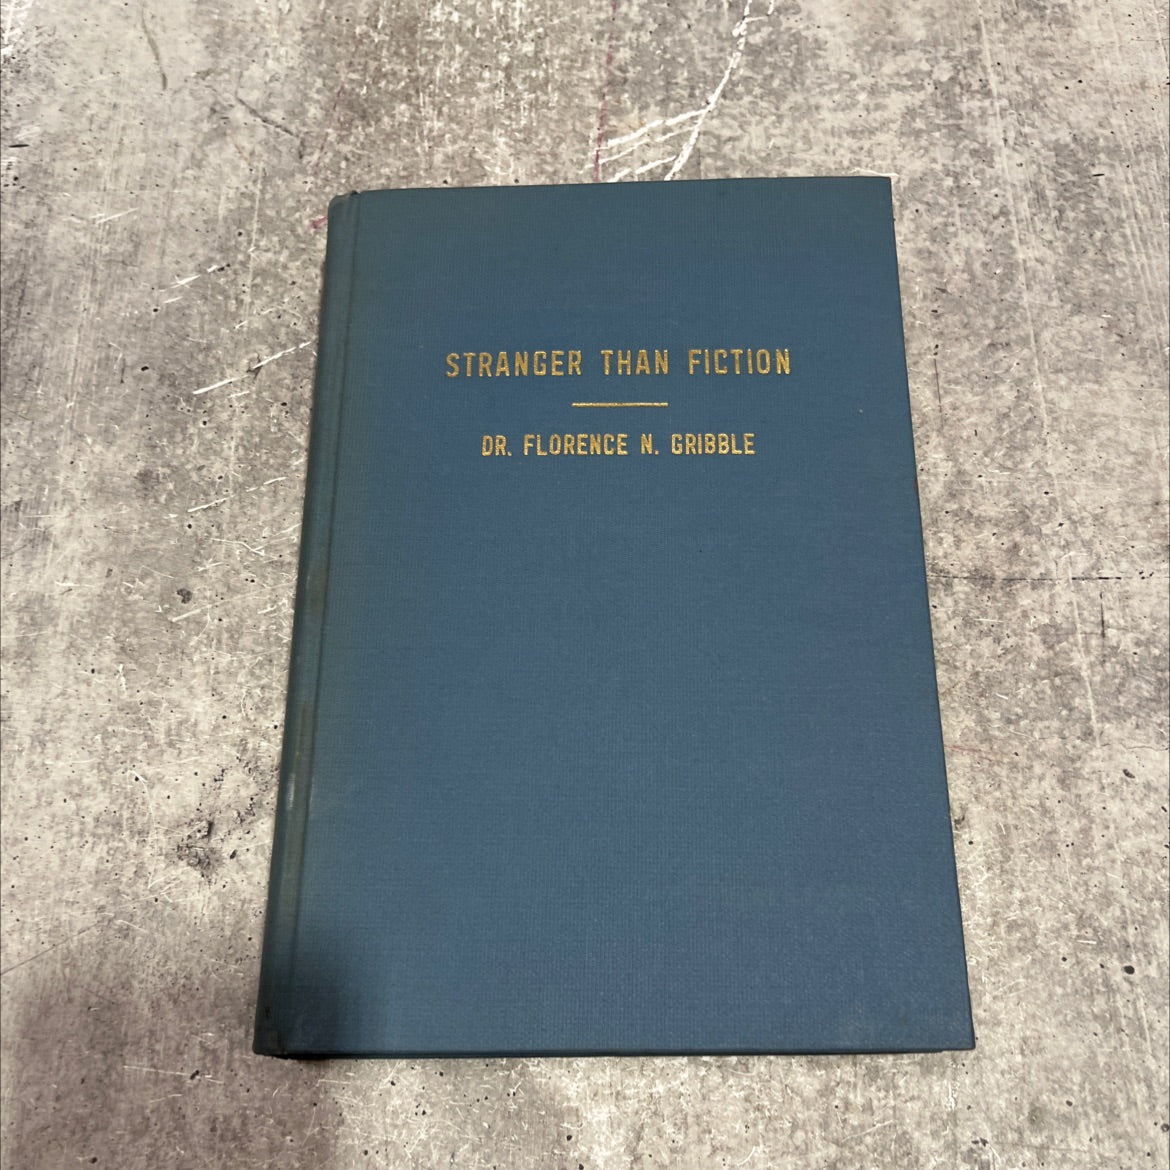 STRANGER THAN FICTION
DR. FLORENCE N. GRIBBLE